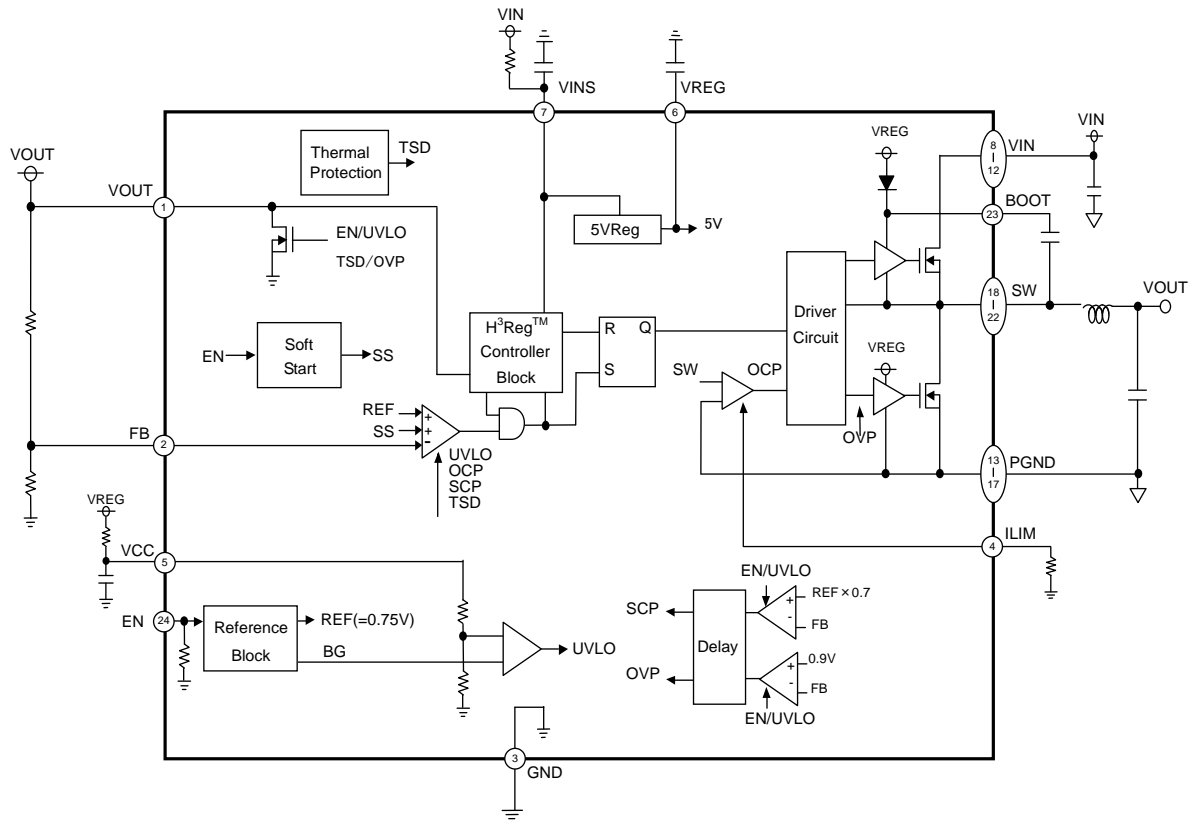 VIN
VINS
VREG
7
6
VOUT
VOUT
1
Thermal
Protection
TSD
EN/UVLO
TSD/OVP
5VReg
5V
VREG
8
12
VIN
VIN
23
BOOT
18
22
SW
VOUT
EN
Soft
Start
SS
H³Reg™
Controller
Block
R
Q
S
Driver
Circuit
SW
OCP
VREG
OVP
REF
SS
+
+
-
UVLO
OCP
SCP
TSD
FB
2
13
17
PGND
VREG
VCC
5
4
ILIM
EN
24
Reference
Block
REF(=0.75V)
BG
UVLO
SCP
OVP
Delay
EN/UVLO
+
-
REF×0.7
FB
+
-
0.9V
FB
EN/UVLO
3
GND